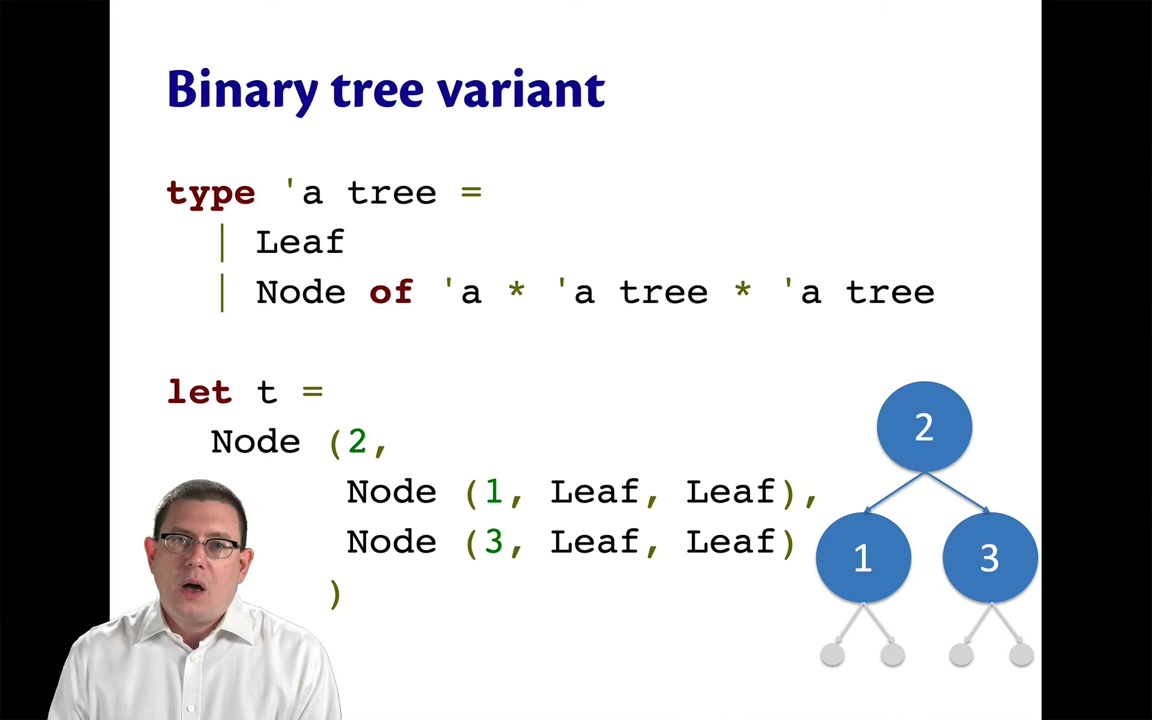 Binary tree variant
type 'a tree =
| Leaf
| Node of 'a * 'a tree * 'a tree
let t =
Node (2,
Node (1, Leaf, Leaf),
Node (3, Leaf, Leaf)
)
2
1
3